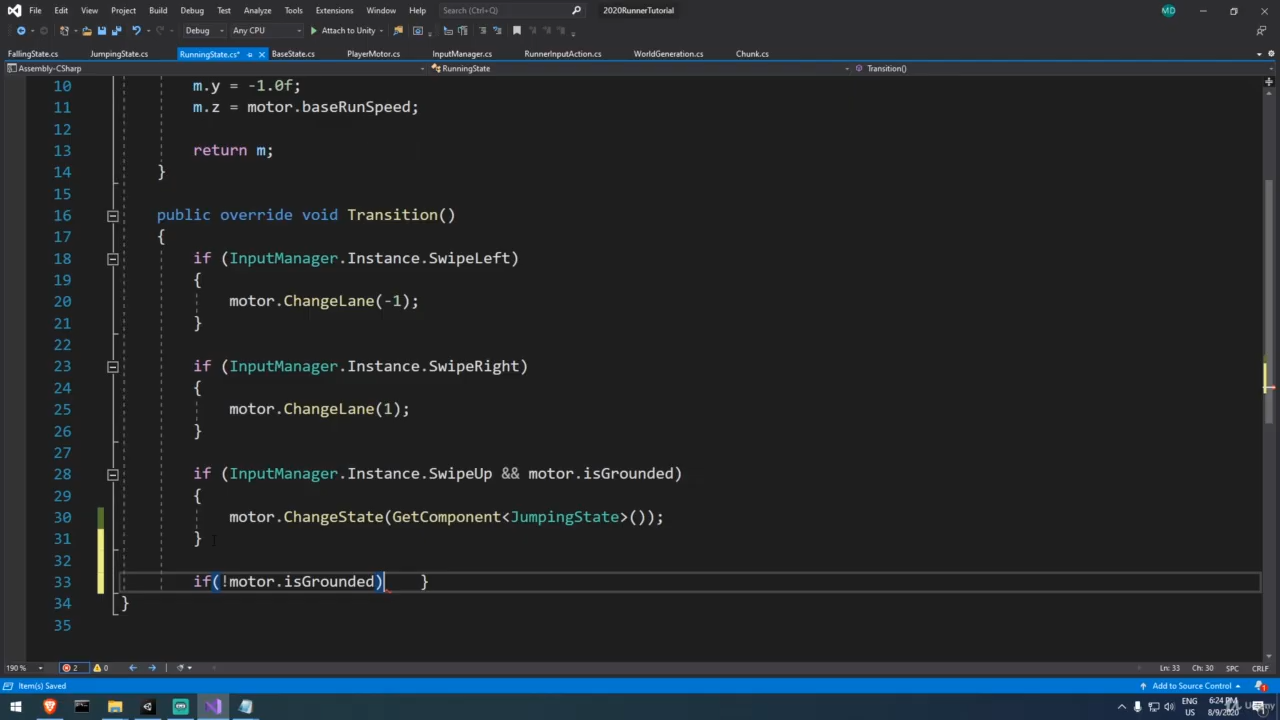 File Edit View Project Build Debug Test Analyze Tools Extensions Window Help Search (Ctrl+Q) 2020RunnerTutorial MD
Debug Any CPU Attach to Unity
FallingState.cs JumpingState.cs RunningState.cs* BaseState.cs PlayerMotor.cs InputManager.cs RunnerInputAction.cs WorldGeneration.cs Chunk.cs
Assembly-CSharp RunningState Transition()
10 m.y = -1.0f;
11 m.z = motor.baseRunSpeed;
12
13 return m;
14 }
15
16 public override void Transition()
17 {
18 if (InputManager.Instance.SwipeLeft)
19 {
20 motor.ChangeLane(-1);
21 }
22
23 if (InputManager.Instance.SwipeRight)
24 {
25 motor.ChangeLane(1);
26 }
27
28 if (InputManager.Instance.SwipeUp && motor.isGrounded)
29 {
30 motor.ChangeState(GetComponent<JumpingState>());
31 }
32
33 if(!motor.isGrounded) }
34 }
35
190 % 2 0 Ln: 33 Ch: 30 SPC CRLF
Item(s) Saved Add to Source Control 1
ENG 6:24 PM
US 8/9/2020
Udemy